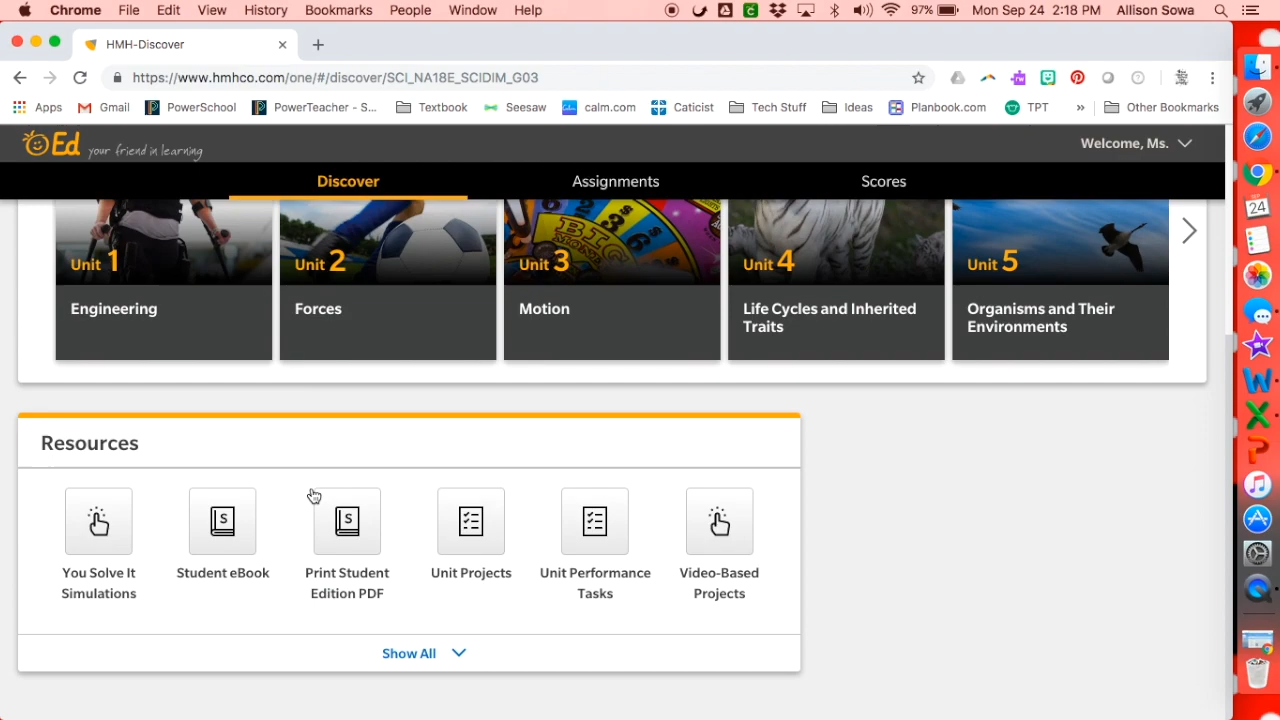 Chrome File Edit View History Bookmarks People Window Help 97% Mon Sep 24 2:18 PM Allison Sova
HMH-Discover
https://www.hmhco.com/one/#/discover/SCI_NA18E_SCIDIM_G03
Apps Gmail PowerSchool PowerTeacher - S... Textbook Seesaw calm.com Caticist Tech Stuff Ideas Planbook.com TPT » Other Bookmarks
Ed your friend in learning Welcome, Ms.
Discover Assignments Scores
Unit 1 Unit 2 Unit 3 Unit 4 Unit 5
BIG MONEY
Engineering Forces Motion Life Cycles and Inherited Organisms and Their
Traits Environments
24
Resources
S S
You Solve It Student eBook Print Student Unit Projects Unit Performance Video-Based
Simulations Edition PDF Tasks Projects
Show All